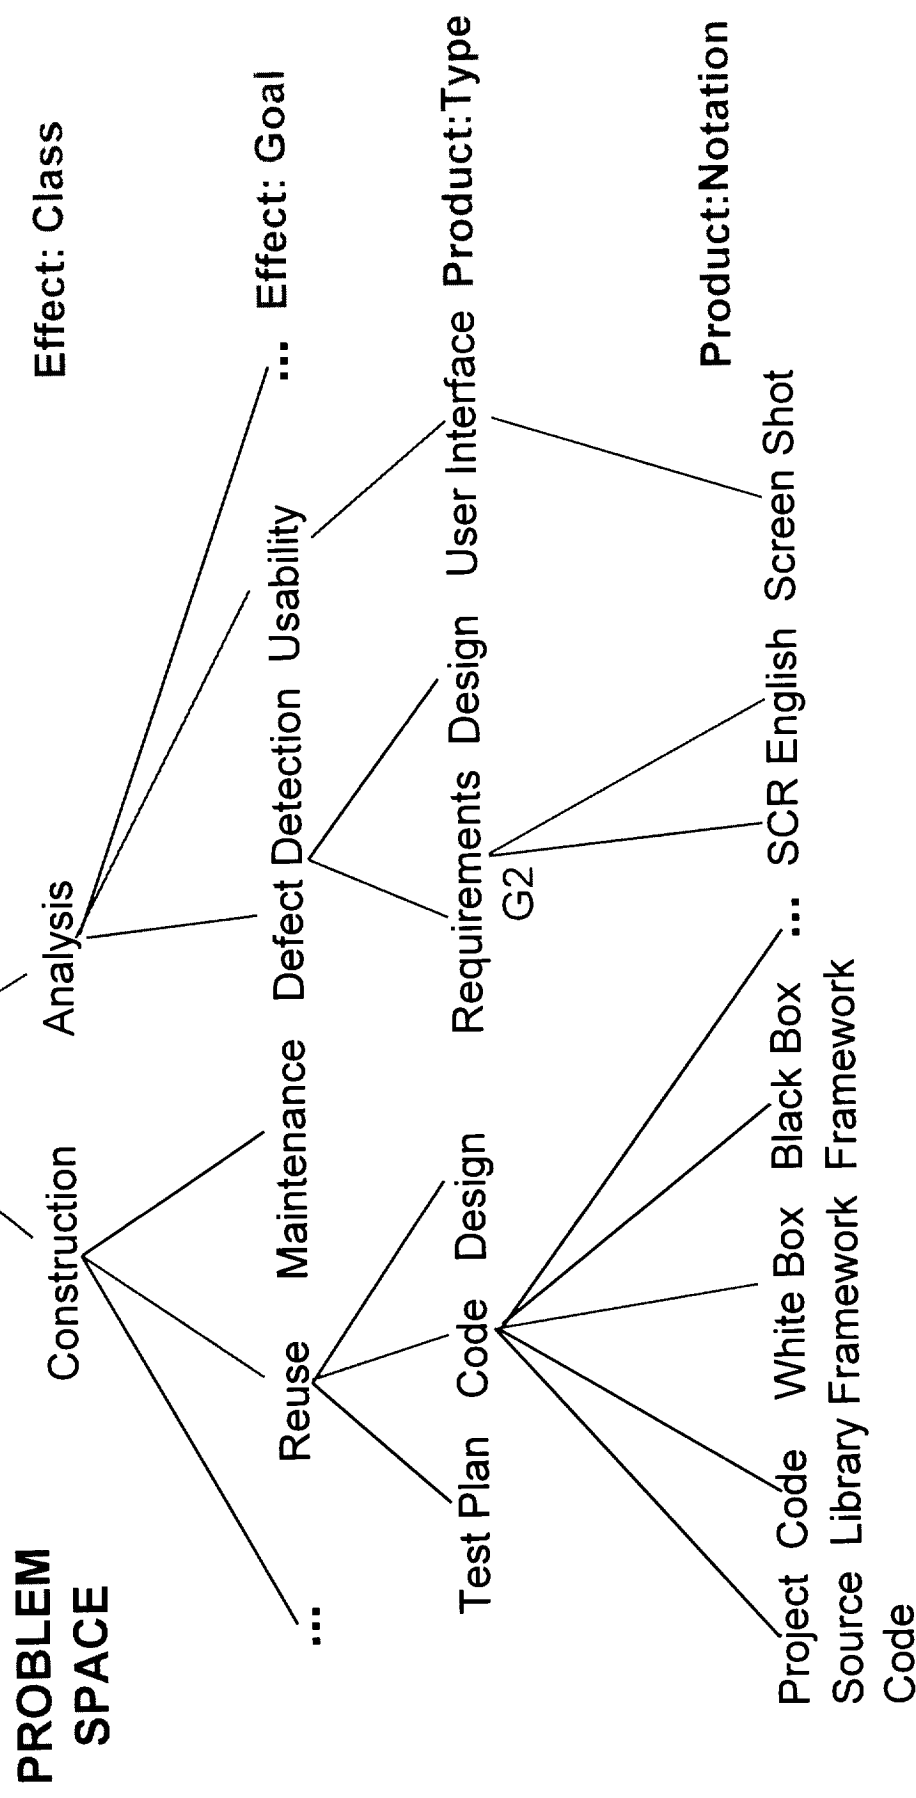 PROBLEM
SPACE
Effect: Class
Construction
Analysis
... Reuse Maintenance Defect Detection Usability ... Effect: Goal
Test Plan Code Design Requirements Design User Interface Product:Type
G2
Product:Notation
Project Code White Box Black Box ... SCR English Screen Shot
Source Library Framework Framework
Code